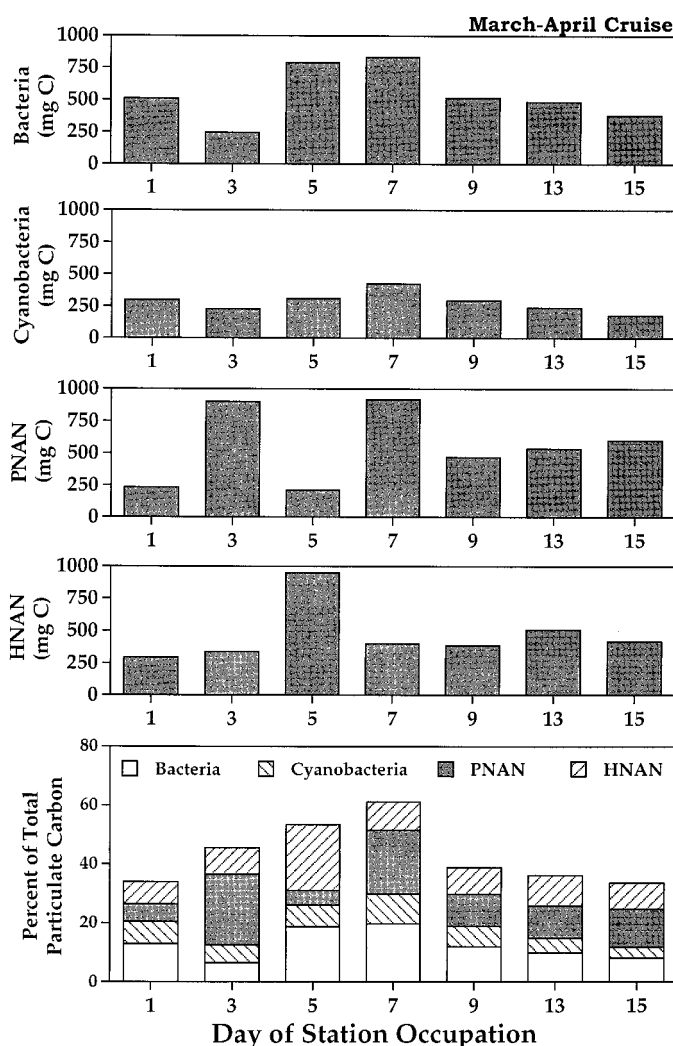 March-April Cruise
Bacteria
(mg C)
1000
750
500
250
0
1 3 5 7 9 13 15
Cyanobacteria
(mg C)
1000
750
500
250
0
1 3 5 7 9 13 15
PNAN
(mg C)
1000
750
500
250
0
1 3 5 7 9 13 15
HNAN
(mg C)
1000
750
500
250
0
1 3 5 7 9 13 15
Percent of Total
Particulate Carbon
80
60
40
20
0
Bacteria Cyanobacteria PNAN HNAN
1 3 5 7 9 13 15
Day of Station Occupation